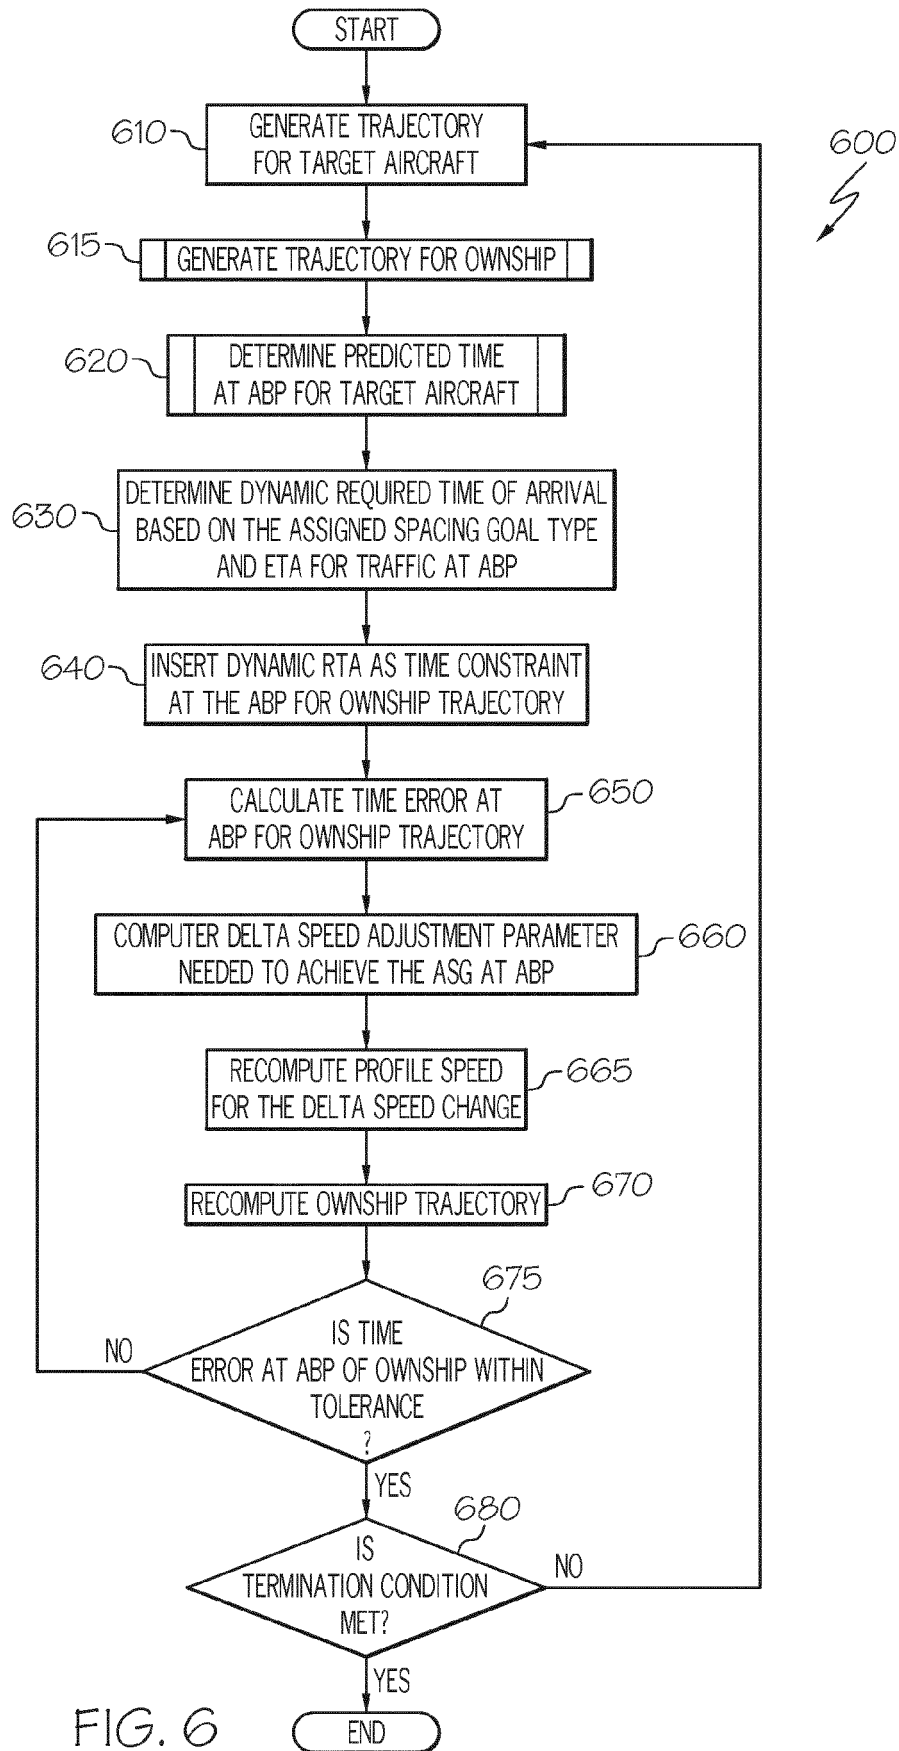 START
610
GENERATE TRAJECTORY
FOR TARGET AIRCRAFT
600
615
GENERATE TRAJECTORY FOR OWNSHIP
620
DETERMINE PREDICTED TIME
AT ABP FOR TARGET AIRCRAFT
630
DETERMINE DYNAMIC REQUIRED TIME OF ARRIVAL
BASED ON THE ASSIGNED SPACING GOAL TYPE
AND ETA FOR TRAFFIC AT ABP
640
INSERT DYNAMIC RTA AS TIME CONSTRAINT
AT THE ABP FOR OWNSHIP TRAJECTORY
CALCULATE TIME ERROR AT
ABP FOR OWNSHIP TRAJECTORY
650
COMPUTER DELTA SPEED ADJUSTMENT PARAMETER
NEEDED TO ACHIEVE THE ASG AT ABP
660
RECOMPUTE PROFILE SPEED
FOR THE DELTA SPEED CHANGE
665
RECOMPUTE OWNSHIP TRAJECTORY
670
675
IS TIME
ERROR AT ABP OF OWNSHIP WITHIN
TOLERANCE
?
NO
YES
680
IS
TERMINATION CONDITION
MET?
NO
YES
END
FIG. 6